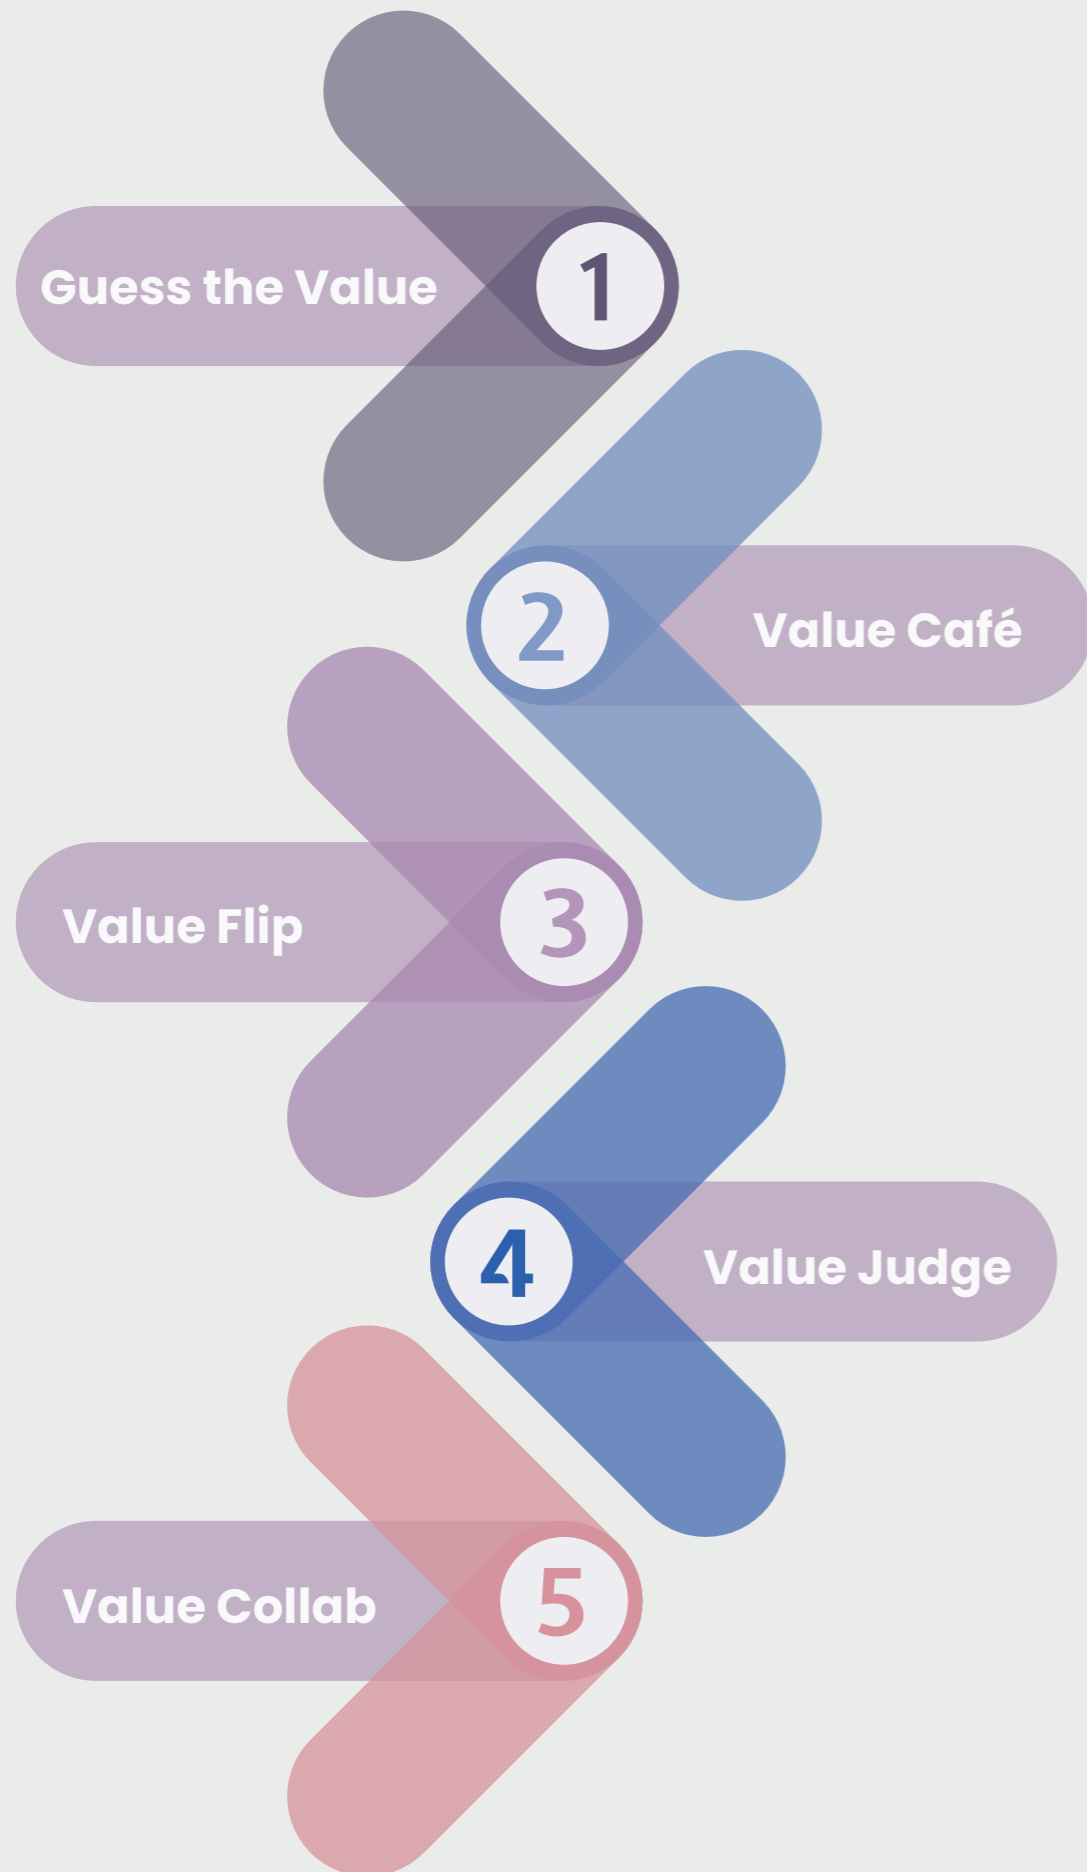 Guess the Value
1
2
Value Café
Value Flip
3
4
Value Judge
Value Collab
5